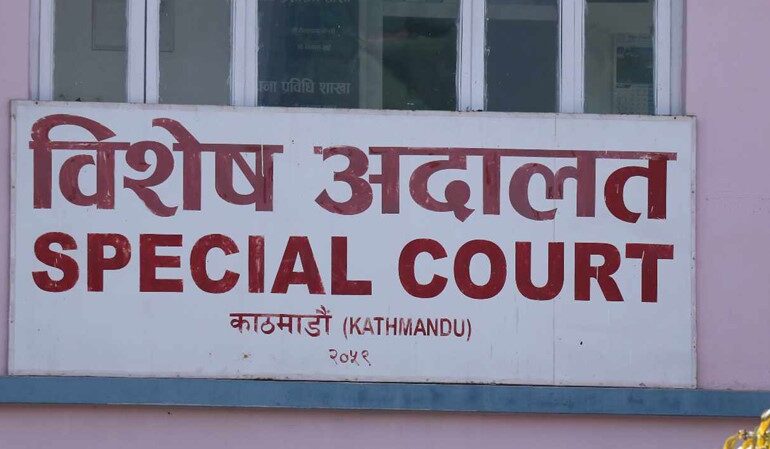 ना प्रविधि शाखा
विशेष अदालत
SPECIAL COURT
काठमाडौं (KATHMANDU)
२०५९